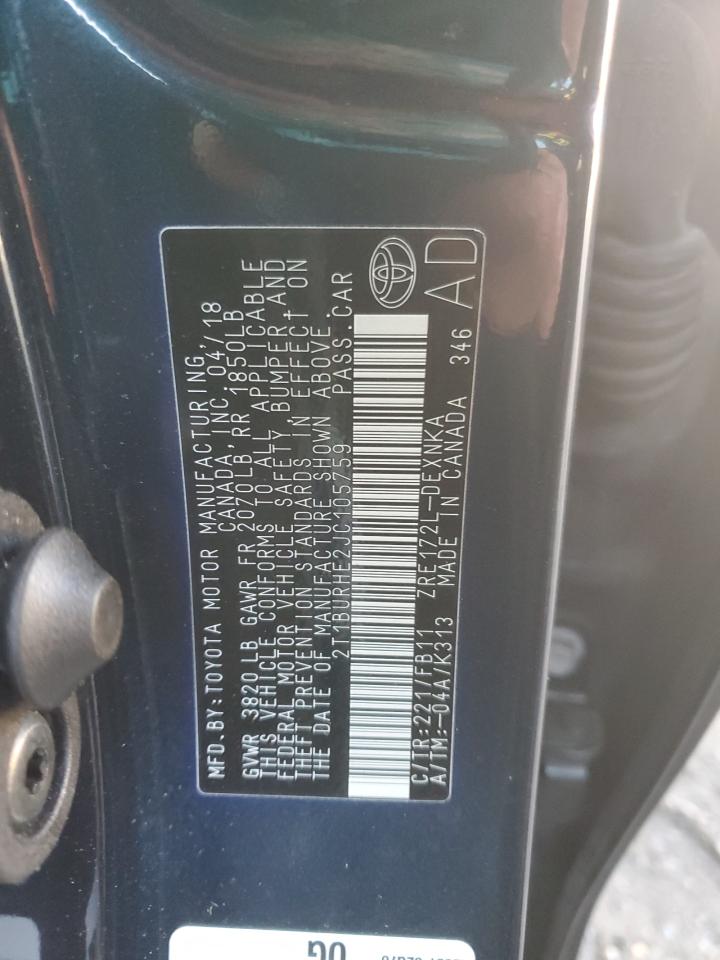 MFD.BY:TOYOTA MOTOR MANUFACTURING,
CANADA,INC.04/18
GVWR 3820LB GAWR FR 2070LB,RR 1850LB
THIS VEHICLE CONFORMS TO ALL APPLICABLE
FEDERAL MOTOR VEHICLE SAFETY, BUMPER,AND
THEFT PREVENTION STANDARDS IN EFFECT ON
THE DATE OF MANUFACTURE SHOWN ABOVE.
2T1BURHE2JC105759 PASS.CAR
C/TR:221/FB11 ZRE172L-DEXNKA
A/TM:-04A/K313 MADE IN CANADA 346
AD